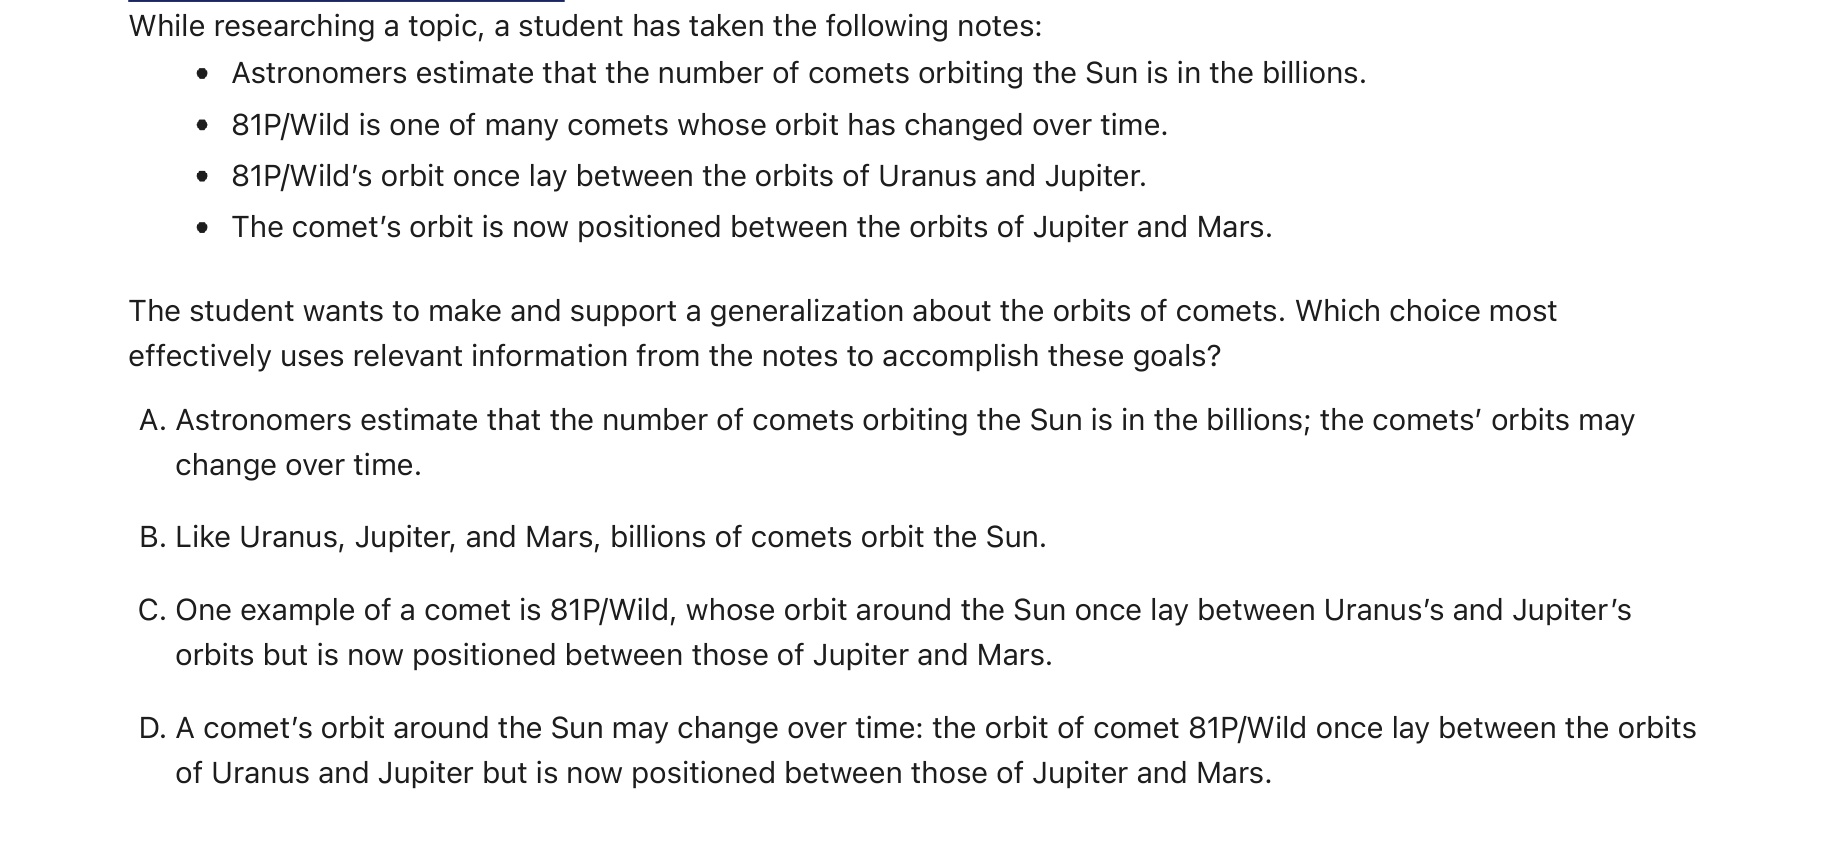 While researching a topic, a student has taken the following notes:
• Astronomers estimate that the number of comets orbiting the Sun is in the billions.
• 81P/Wild is one of many comets whose orbit has changed over time.
• 81P/Wild’s orbit once lay between the orbits of Uranus and Jupiter.
• The comet’s orbit is now positioned between the orbits of Jupiter and Mars.
The student wants to make and support a generalization about the orbits of comets. Which choice most
effectively uses relevant information from the notes to accomplish these goals?
A. Astronomers estimate that the number of comets orbiting the Sun is in the billions; the comets’ orbits may
change over time.
B. Like Uranus, Jupiter, and Mars, billions of comets orbit the Sun.
C. One example of a comet is 81P/Wild, whose orbit around the Sun once lay between Uranus’s and Jupiter’s
orbits but is now positioned between those of Jupiter and Mars.
D. A comet’s orbit around the Sun may change over time: the orbit of comet 81P/Wild once lay between the orbits
of Uranus and Jupiter but is now positioned between those of Jupiter and Mars.